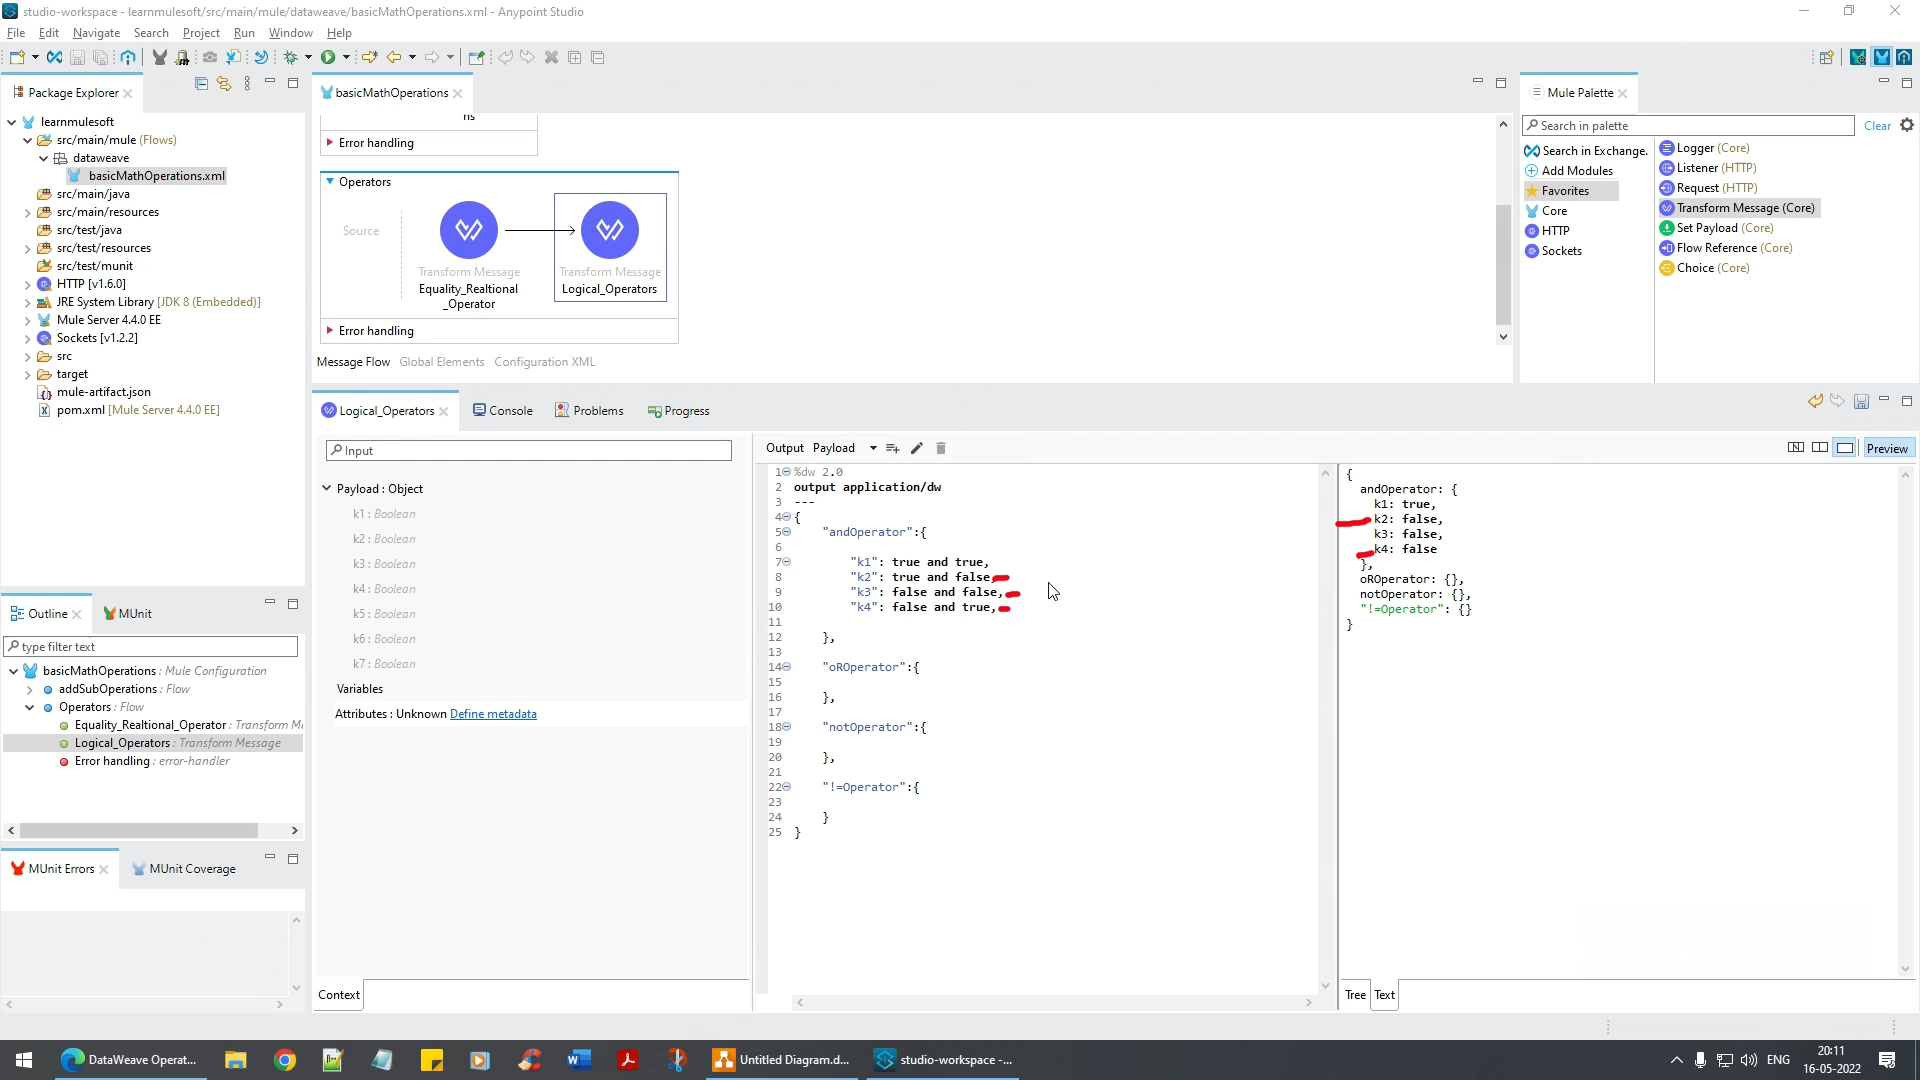 studio-workspace - learnmulesoft/src/main/mule/dataweave/basicMathOperations.xml - Anypoint Studio
File Edit Navigate Search Project Run Window Help
Package Explorer
learnmulesoft
src/main/mule (Flows)
dataweave
basicMathOperations.xml
src/main/java
src/main/resources
src/test/java
src/test/resources
src/test/munit
HTTP [v1.6.0]
JRE System Library [JDK 8 (Embedded)]
Mule Server 4.4.0 EE
Sockets [v1.2.2]
src
target
mule-artifact.json
pom.xml [Mule Server 4.4.0 EE]
Outline MUnit
type filter text
basicMathOperations : Mule Configuration
addSubOperations : Flow
Operators : Flow
Equality_Realtional_Operator : Transform M
Logical_Operators : Transform Message
Error handling : error-handler
MUnit Errors MUnit Coverage
basicMathOperations
ns
Error handling
Operators
Source
Transform Message
Equality_Realtional
_Operator
Transform Message
Logical_Operators
Error handling
Message Flow Global Elements Configuration XML
Mule Palette
Search in palette
Clear
Search in Exchange.
Add Modules
Favorites
Core
HTTP
Sockets
Logger (Core)
Listener (HTTP)
Request (HTTP)
Transform Message (Core)
Set Payload (Core)
Flow Reference (Core)
Choice (Core)
Logical_Operators Console Problems Progress
Input
Payload : Object
k1 : Boolean
k2 : Boolean
k3 : Boolean
k4 : Boolean
k5 : Boolean
k6 : Boolean
k7 : Boolean
Variables
Attributes : Unknown Define metadata
Context
Output Payload
Preview
1 %dw 2.0
2 output application/dw
3 ---
4 {
5 "andOperator":{
6
7 "k1": true and true,
8 "k2": true and false,
9 "k3": false and false,
10 "k4": false and true,
11
12 },
13
14 "oROperator":{
15
16 },
17
18 "notOperator":{
19
20 },
21
22 "!=Operator":{
23
24 }
25 }
{
andOperator: {
k1: true,
k2: false,
k3: false,
k4: false
},
oROperator: {},
notOperator: {},
"!=Operator": {}
}
Tree Text
DataWeave Operat...
Untitled Diagram.d...
studio-workspace -...
ENG
20:11
16-05-2022